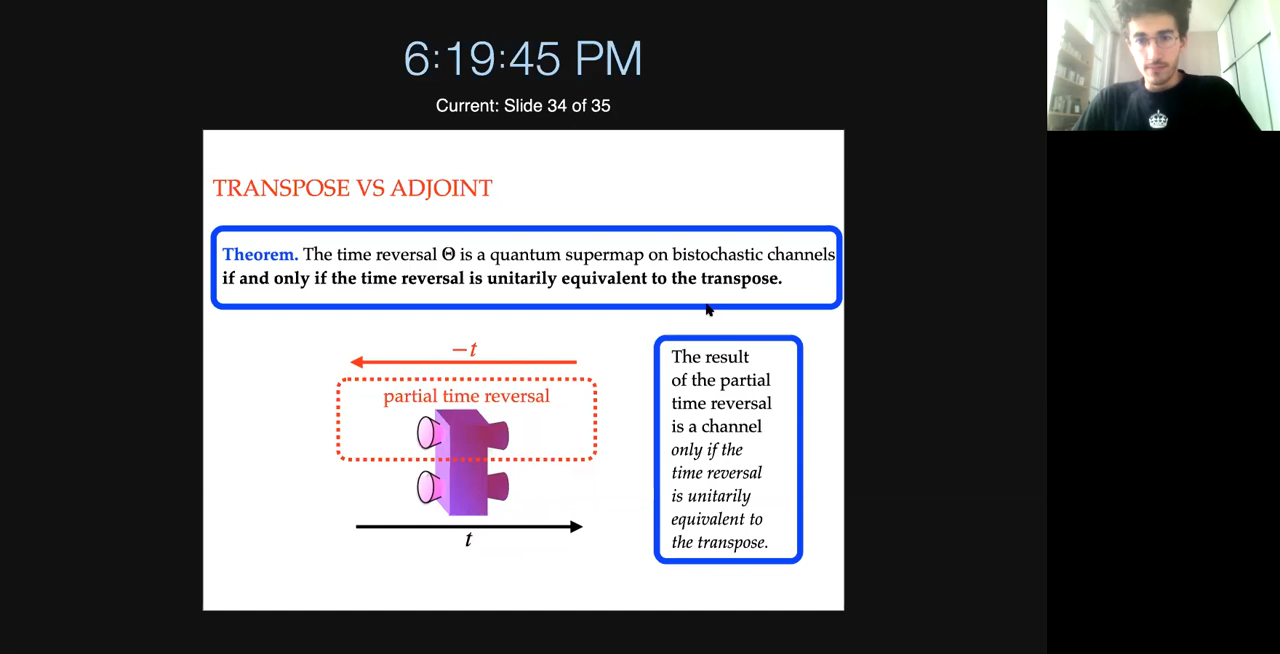 6:19:45 PM
Current: Slide 34 of 35
TRANSPOSE VS ADJOINT
Theorem. The time reversal Θ is a quantum supermap on bistochastic channels
if and only if the time reversal is unitarily equivalent to the transpose.
−t
partial time reversal
t
The result
of the partial
time reversal
is a channel
only if the
time reversal
is unitarily
equivalent to
the transpose.